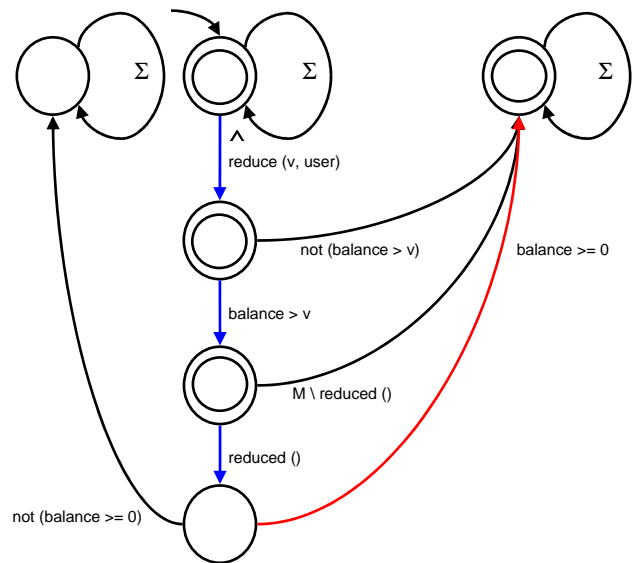 Σ
Σ
Σ
^
reduce (v, user)
not (balance > v)
balance >= 0
balance > v
M \ reduced ()
reduced ()
not (balance >= 0)